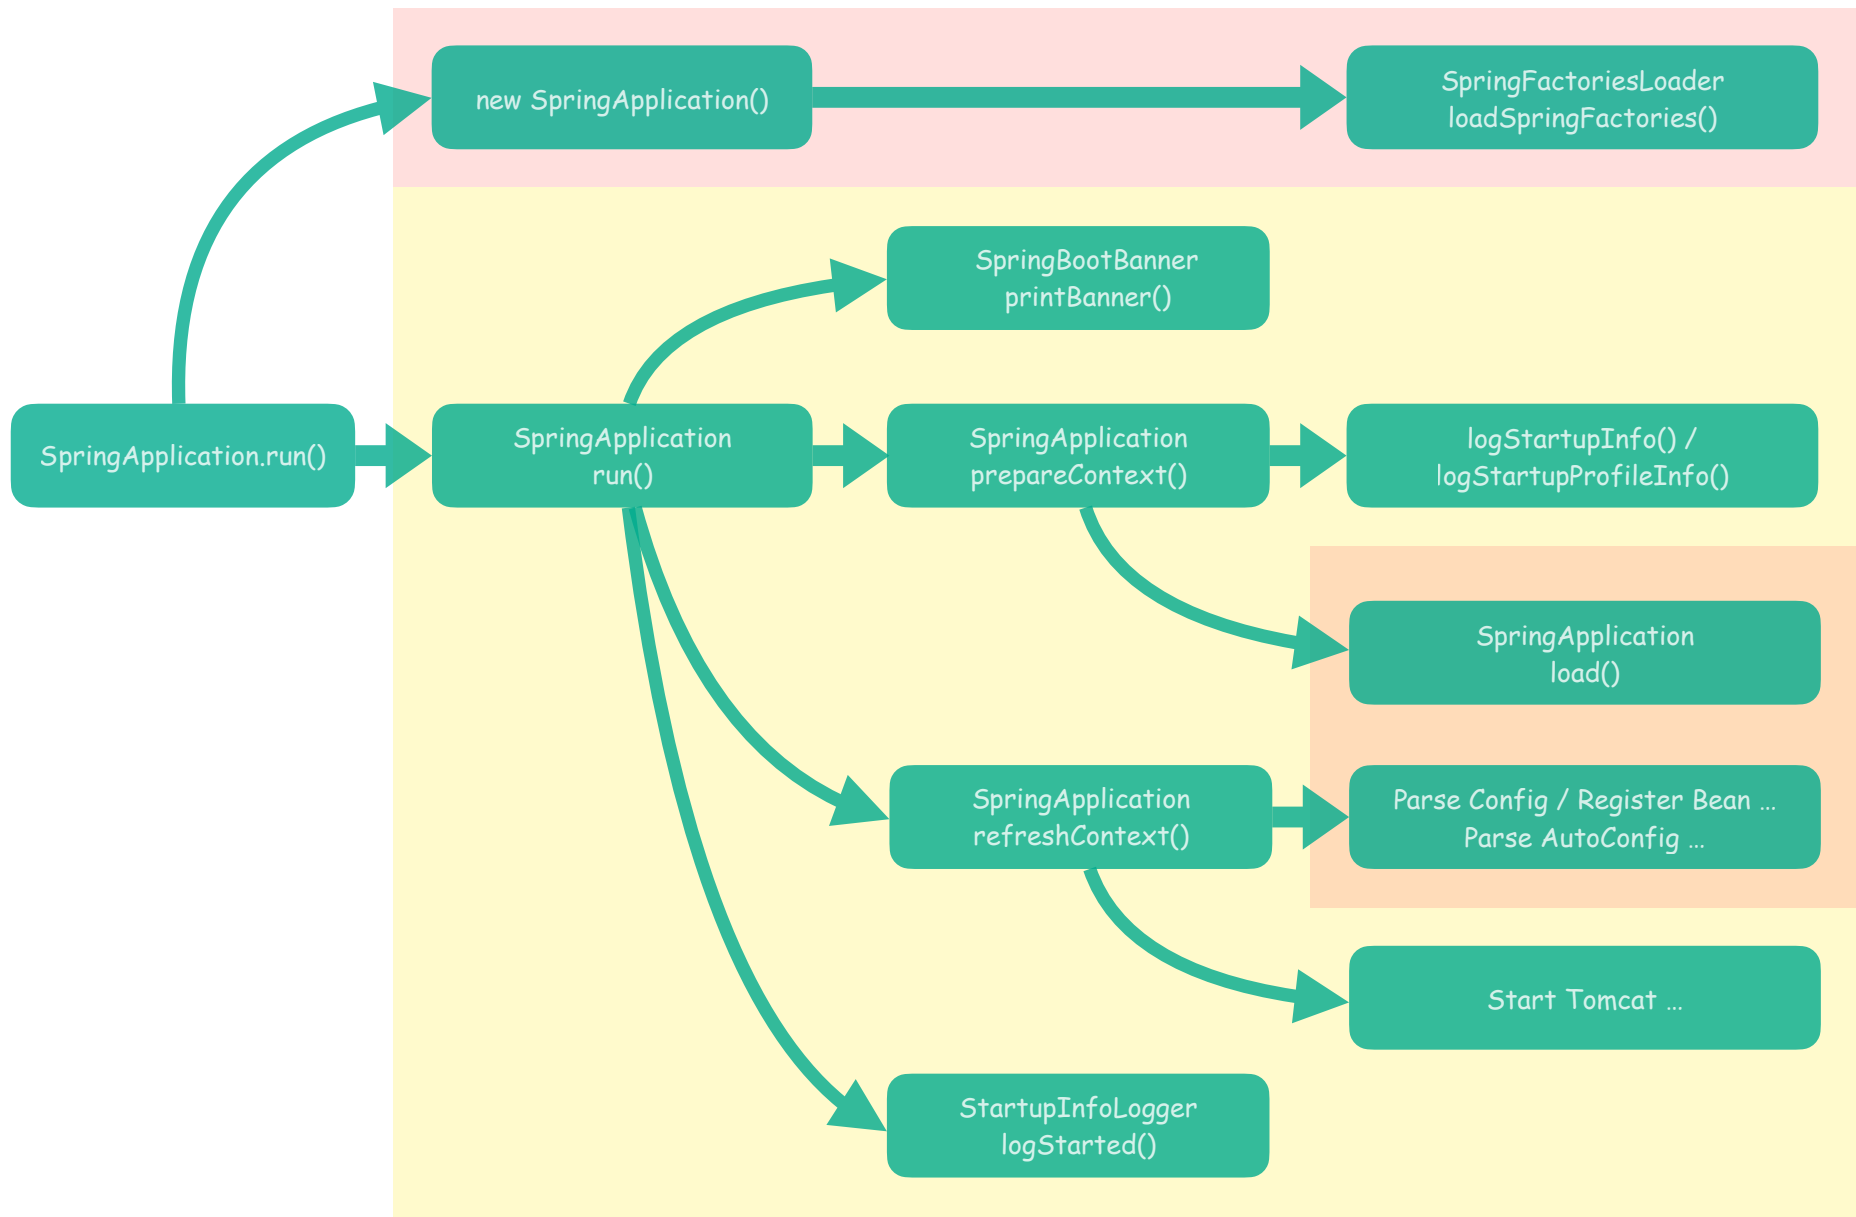 new SpringApplication()
SpringFactoriesLoader
loadSpringFactories()
SpringBootBanner
printBanner()
SpringApplication.run()
SpringApplication
run()
SpringApplication
prepareContext()
logStartupInfo() /
logStartupProfileInfo()
SpringApplication
load()
SpringApplication
refreshContext()
Parse Config / Register Bean ...
Parse AutoConfig ...
Start Tomcat ...
StartupInfoLogger
logStarted()